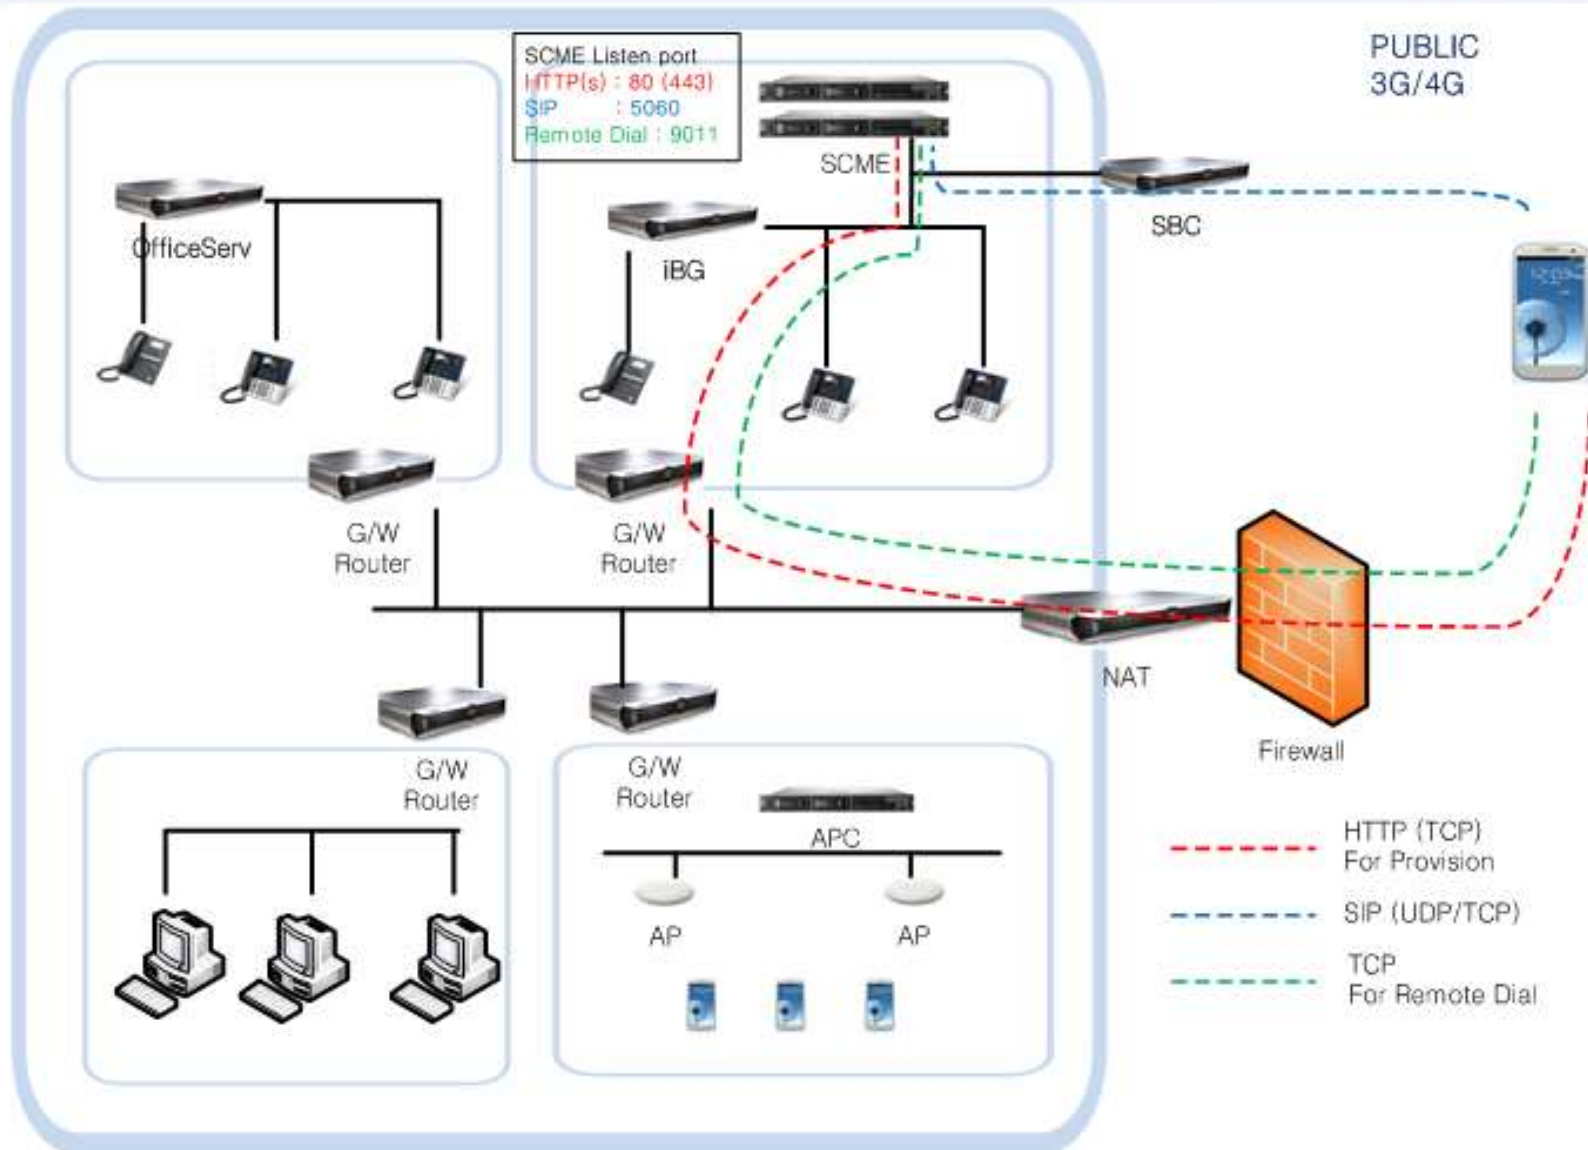 PUBLIC
3G/4G
SCME Listen port
HTTP(s) : 80 (443)
SIP : 5060
Remote Dial : 9011
SCME
OfficeServ
iBG
SBC
G/W
Router
G/W
Router
NAT
Firewall
G/W
Router
G/W
Router
APC
AP
AP
HTTP (TCP)
For Provision
SIP (UDP/TCP)
TCP
For Remote Dial